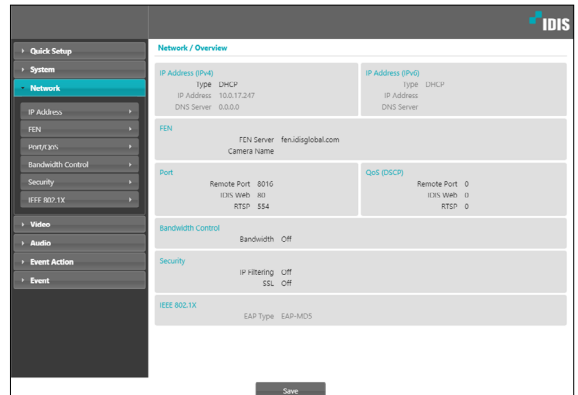 IDIS
Quick Setup
System
Network
IP Address
FEN
Port/QoS
Bandwidth Control
Security
IEEE 802.1X
Video
Audio
Event Action
Event
Network / Overview
IP Address (IPv4)
Type DHCP
IP Address 10.0.17.247
DNS Server 0.0.0.0
IP Address (IPv6)
Type DHCP
IP Address
DNS Server
FEN
FEN Server fen.idisglobal.com
Camera Name
Port
Remote Port 8016
IDIS Web 80
RTSP 554
QoS (DSCP)
Remote Port 0
IDIS Web 0
RTSP 0
Bandwidth Control
Bandwidth Off
Security
IP Filtering Off
SSL Off
IEEE 802.1X
EAP Type EAP-MD5
Save